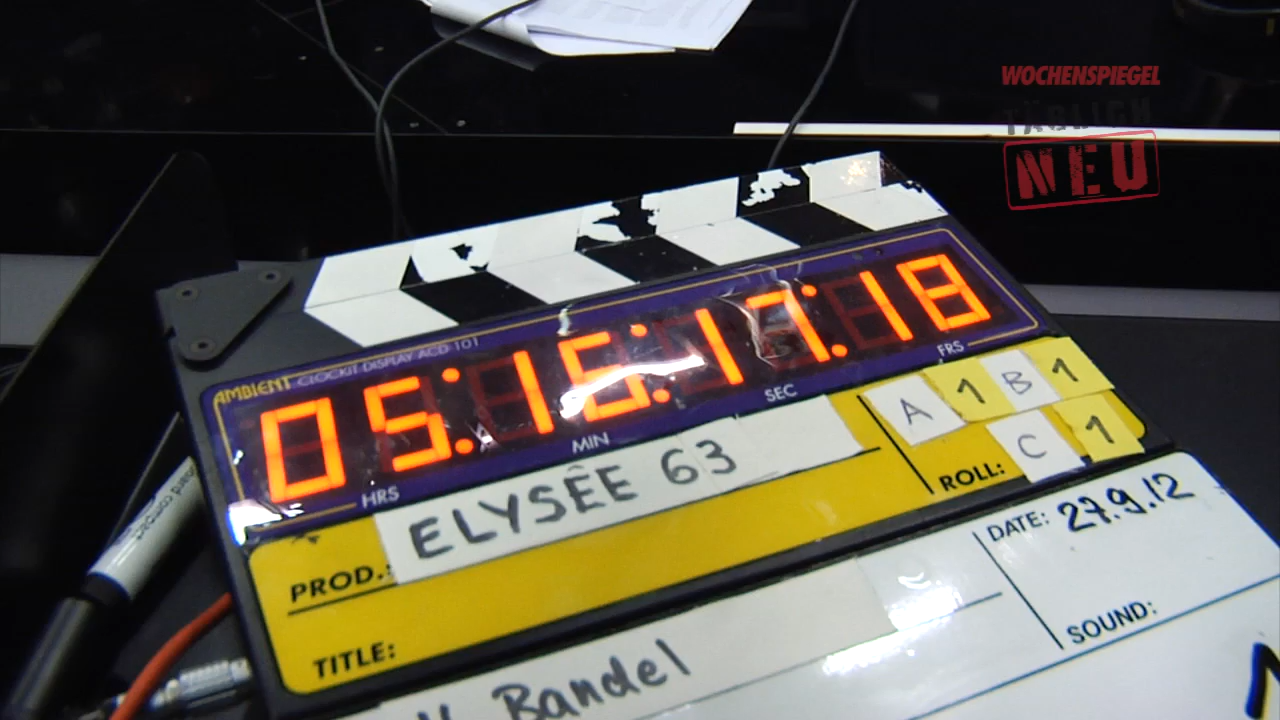 WOCHENSPIEGEL
TÄGLICH
NEU
AMBIENT CLOCKIT DISPLAY ACD 101
05:15:17:18
HRS MIN SEC FRS
A 1 B 1
C 1
ROLL:
PROD.: ELYSÉE 63
TITLE:
DATE: 27.9.12
SOUND:
Bandel